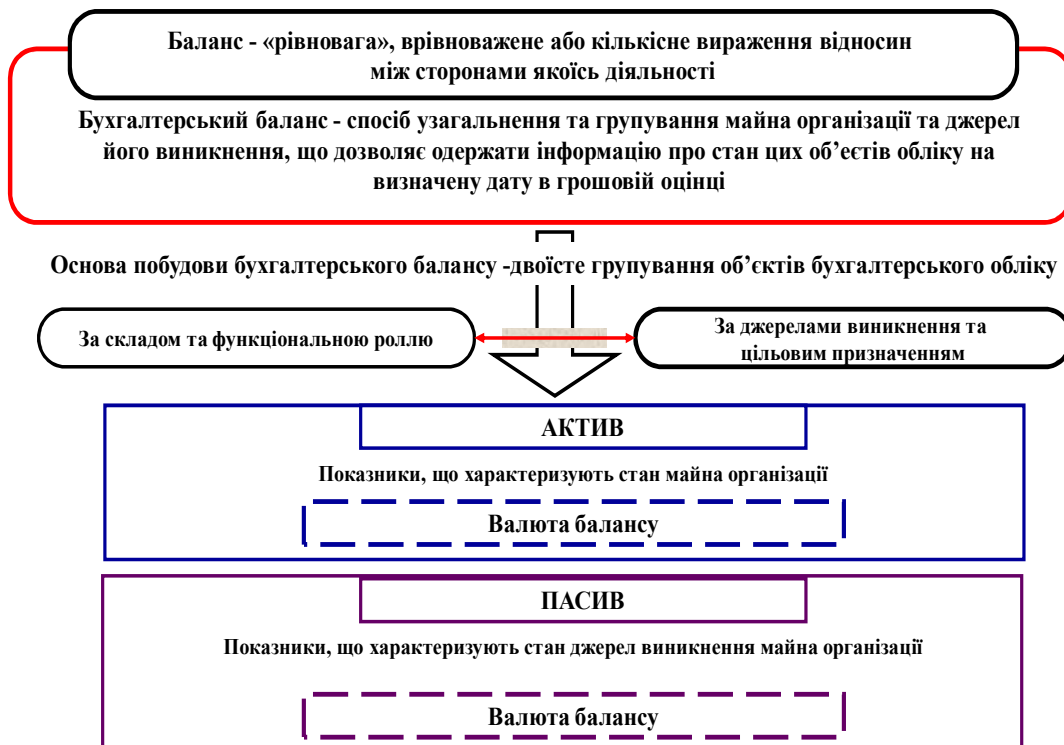 Баланс - «рівновага», врівноважене або кількісне вираження відносин
між сторонами якоїсь діяльності
Бухгалтерський баланс - спосіб узагальнення та групування майна організації та джерел
його виникнення, що дозволяє одержати інформацію про стан цих об’еєтів обліку на
визначену дату в грошовій оцінці
Основа побудови бухгалтерського балансу -двоїсте групування об’єктів бухгалтерського обліку
За складом та функціональною роллю
За джерелами виникнення та
цільовим призначенням
АКТИВ
Показники, що характеризують стан майна організації
Валюта балансу
ПАСИВ
Показники, що характеризують стан джерел виникнення майна організації
Валюта балансу